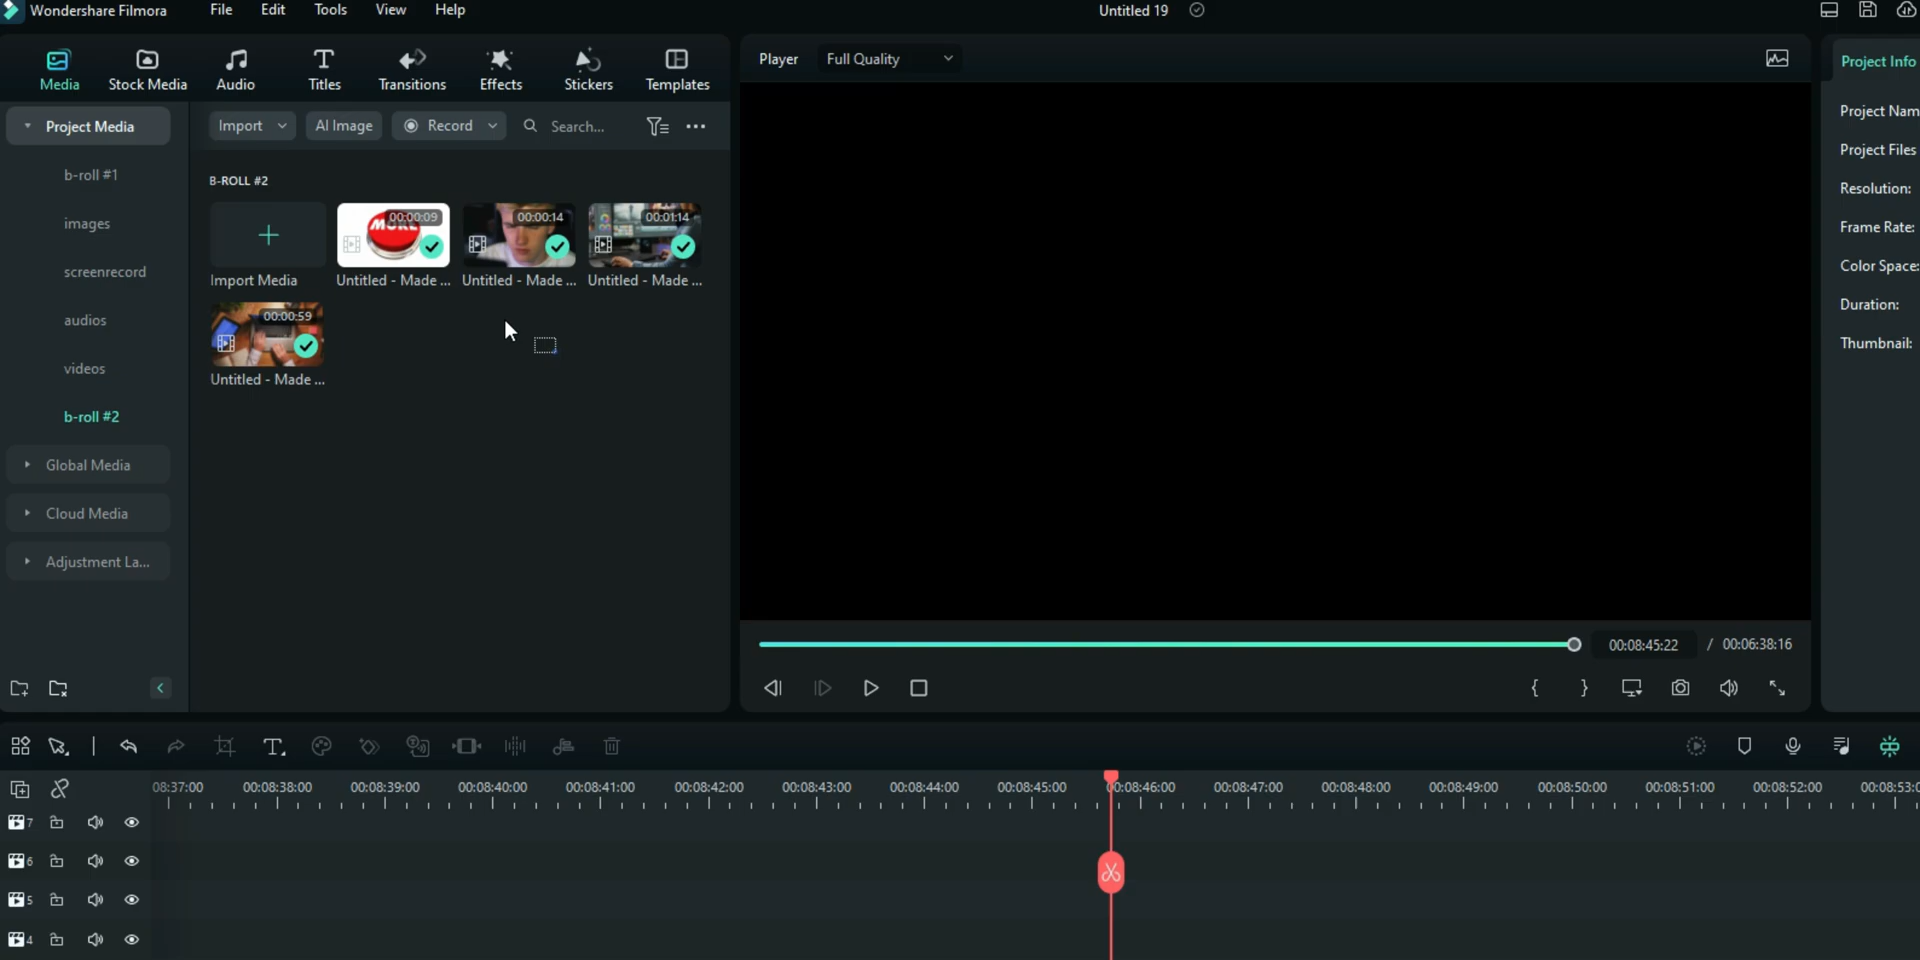 Wondershare Filmora File Edit Tools View Help Untitled 19
Media Stock Media Audio Titles Transitions Effects Stickers Templates
Player Full Quality
Project Info
Project Media
Import AI Image Record Search...
Project Nam
b-roll #1
B-ROLL #2
Project Files
Resolution:
images
00:00:09 00:00:14 00:01:14
MORE
Frame Rate:
screenrecord
Import Media Untitled - Made ... Untitled - Made ... Untitled - Made ...
Color Space:
audios
00:00:59
Duration:
videos
Untitled - Made ...
Thumbnail:
b-roll #2
Global Media
Cloud Media
Adjustment La...
00:08:45:22 / 00:06:38:16
08:37:00 00:08:38:00 00:08:39:00 00:08:40:00 00:08:41:00 00:08:42:00 00:08:43:00 00:08:44:00 00:08:45:00 00:08:46:00 00:08:47:00 00:08:48:00 00:08:49:00 00:08:50:00 00:08:51:00 00:08:52:00 00:08:53:0
7
6
5
4